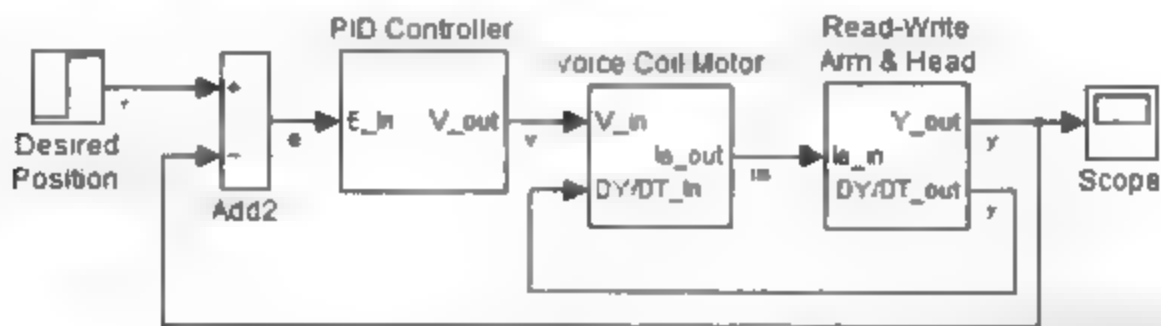 PID Controller
Read-Write
Arm & Head
Voice Coil Motor
Desired
Position
r
+
−
Add2
e
E_in
V_out
v
V_in
Ia_out
DY/DT_in
Ia_in
Y_out
DY/DT_out
y
Scope